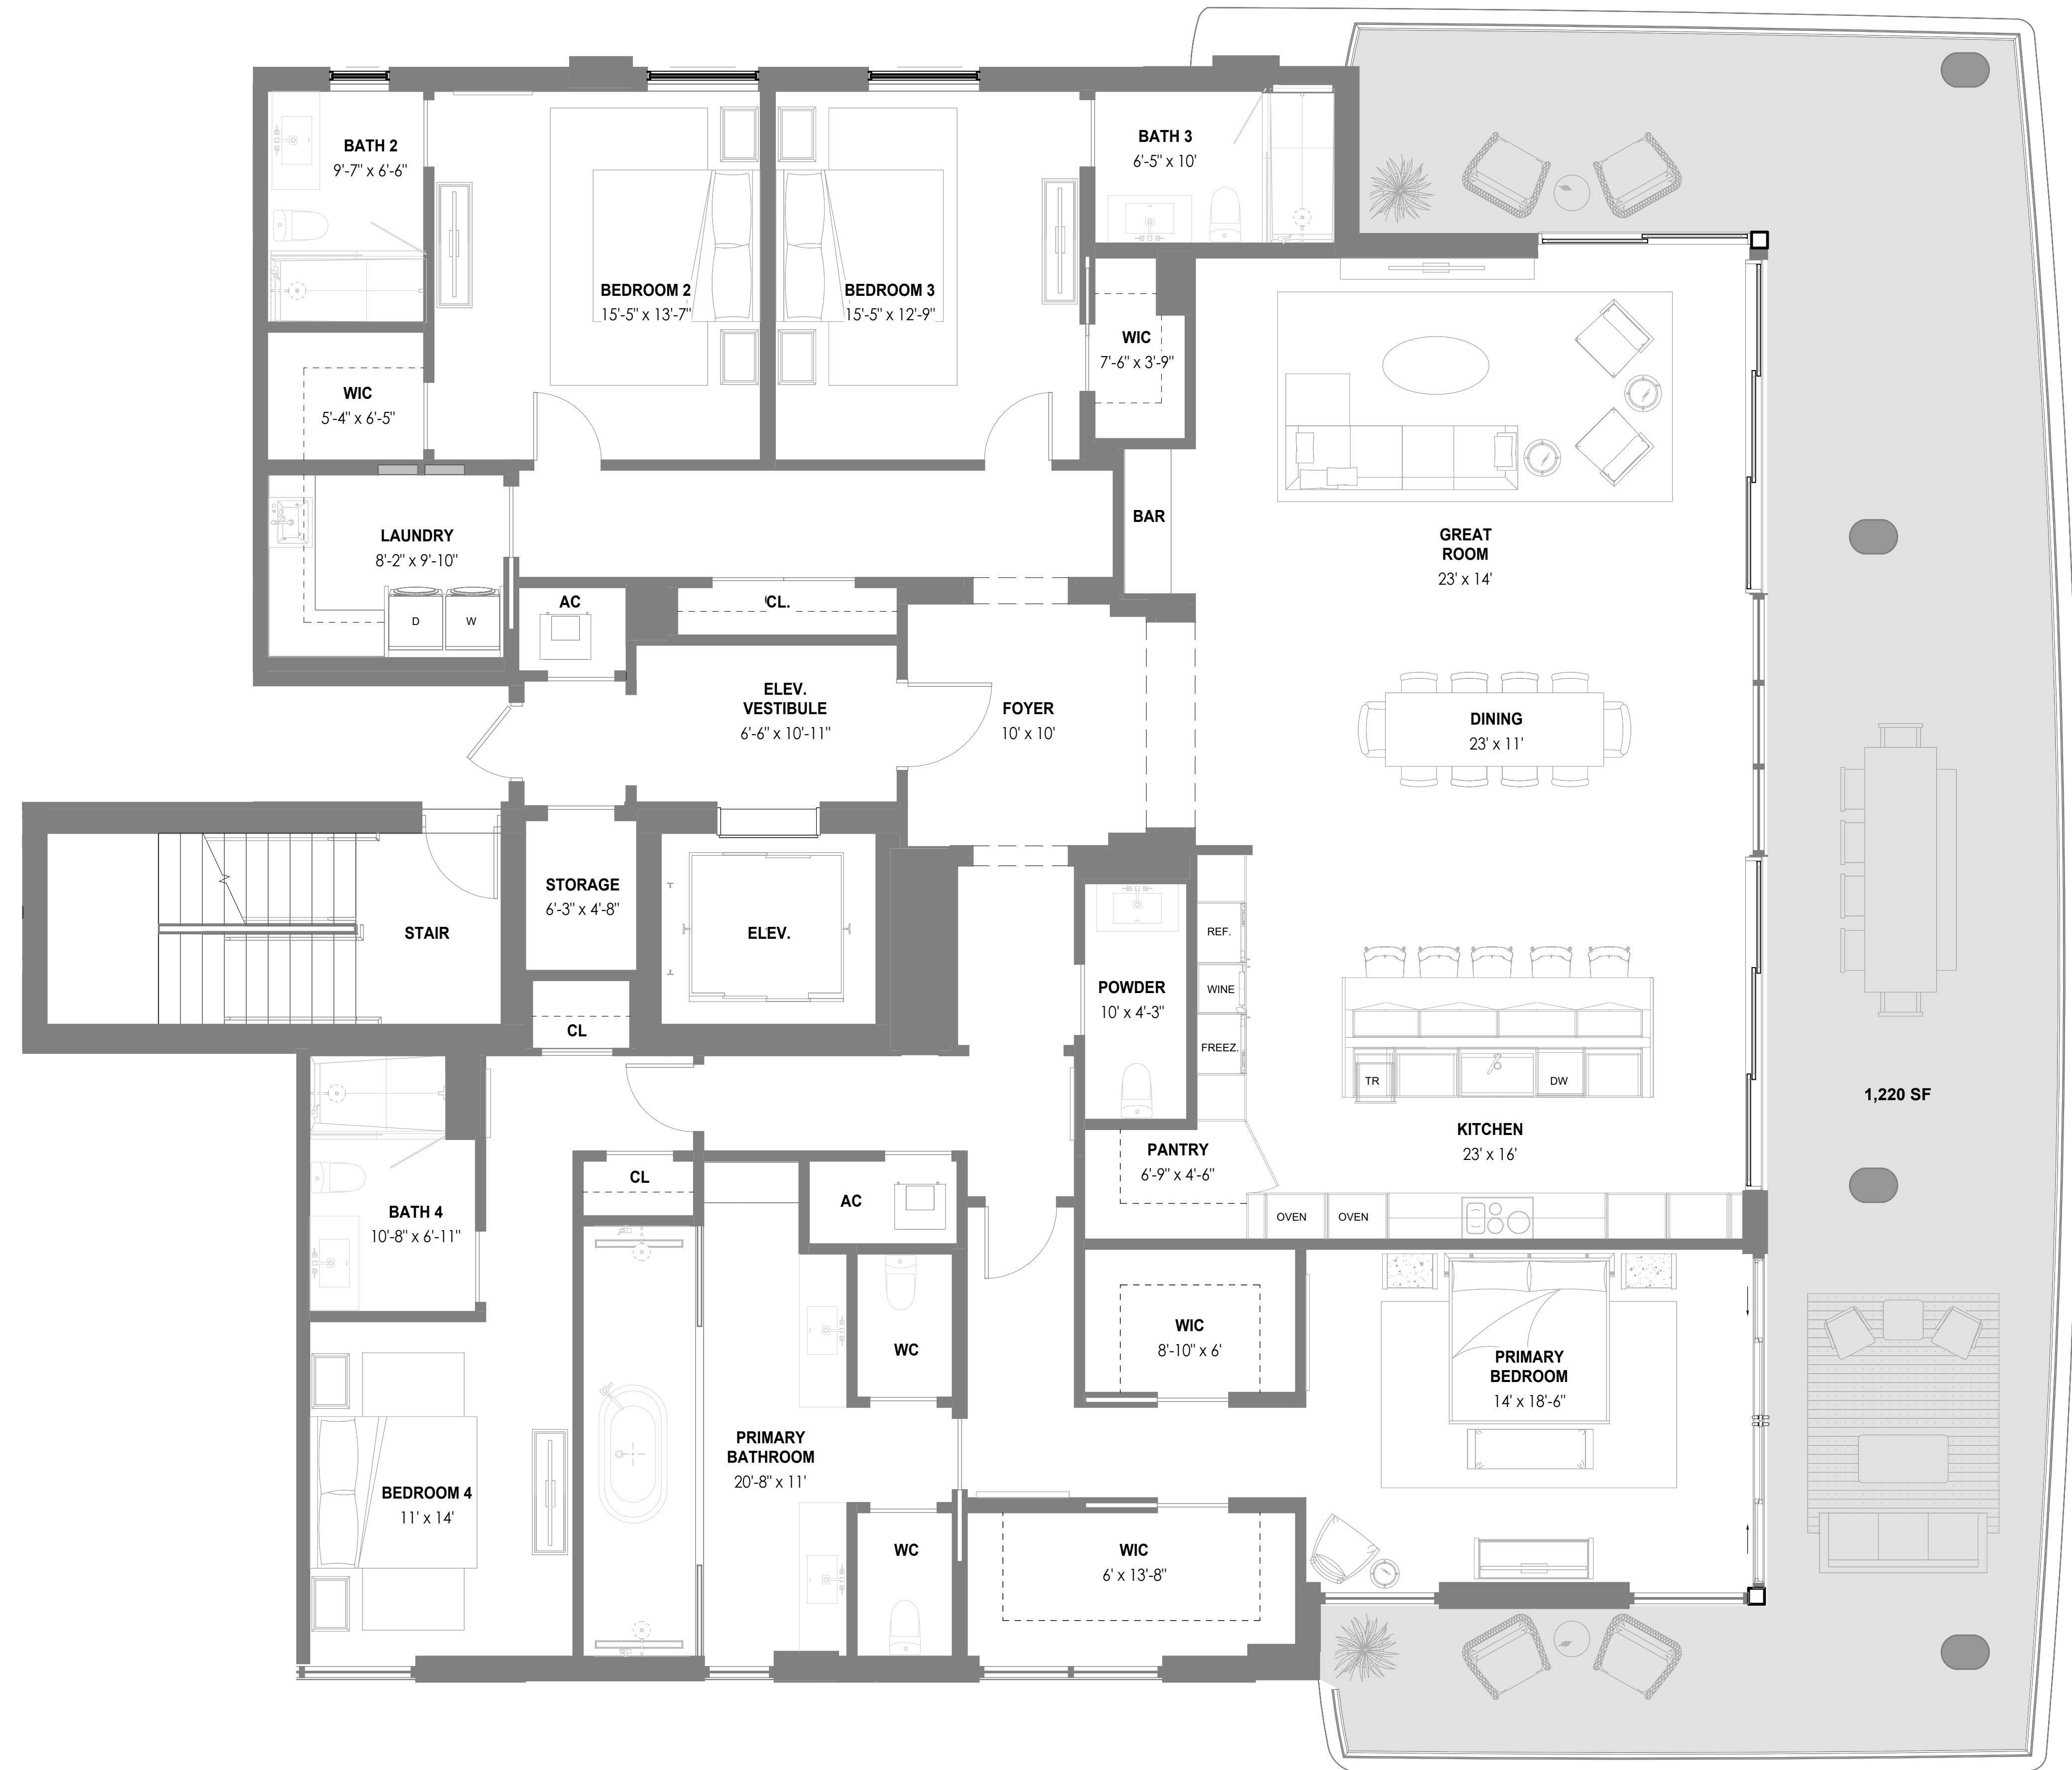 BATH 2
9'-7" x 6'-6"
BATH 3
6'-5" x 10'
BEDROOM 2
15'-5" x 13'-7"
BEDROOM 3
15'-5" x 12'-9"
WIC
7'-6" x 3'-9"
WIC
5'-4" x 6'-5"
LAUNDRY
8'-2" x 9'-10"
D
W
BAR
GREAT
ROOM
23' x 14'
AC
CL.
ELEV.
VESTIBULE
6'-6" x 10'-11"
FOYER
10' x 10'
DINING
23' x 11'
STORAGE
6'-3" x 4'-8"
STAIR
ELEV.
CL
POWDER
10' x 4'-3"
REF.
WINE
FREEZ.
TR
DW
1,220 SF
KITCHEN
23' x 16'
PANTRY
6'-9" x 4'-6"
OVEN
OVEN
CL
AC
BATH 4
10'-8" x 6'-11"
WC
WIC
8'-10" x 6'
PRIMARY
BEDROOM
14' x 18'-6"
PRIMARY
BATHROOM
20'-8" x 11'
BEDROOM 4
11' x 14'
WC
WIC
6' x 13'-8"